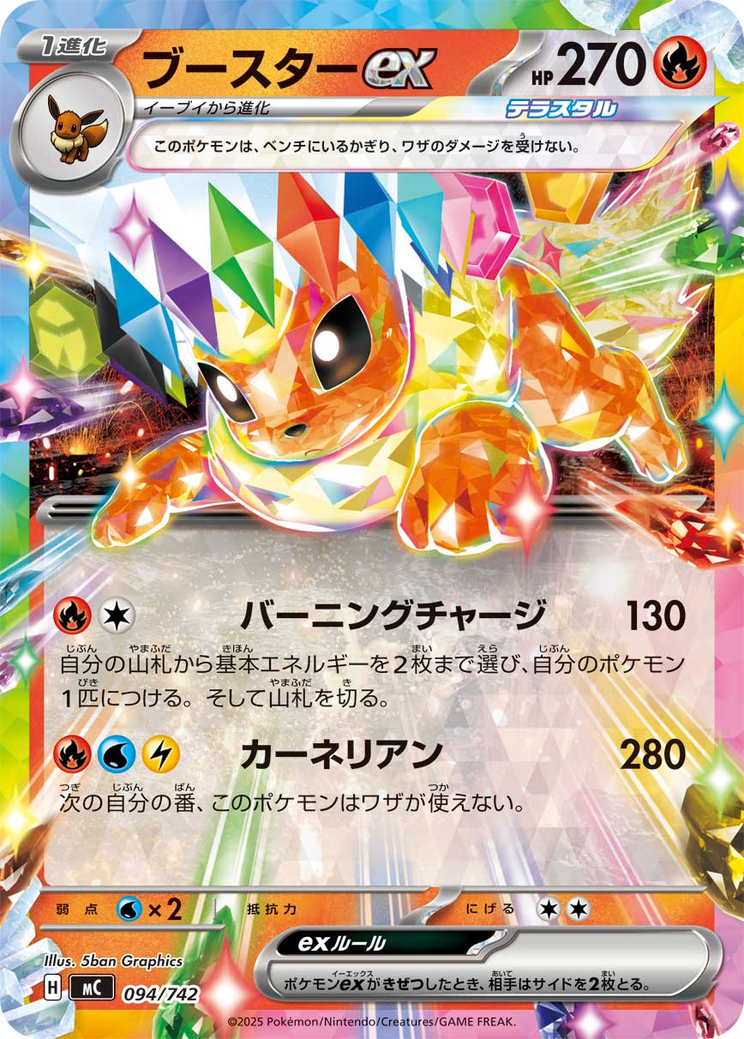 1進化
ブースターex
HP 270
イーブイから進化
テラスタル
このポケモンは、ベンチにいるかぎり、ワザのダメージを受けない。
バーニングチャージ 130
自分の山札から基本エネルギーを2枚まで選び、自分のポケモン
1匹につける。そして山札を切る。
カーネリアン 280
次の自分の番、このポケモンはワザが使えない。
弱点 ×2 抵抗力 にげる
exルール
ポケモンexがきぜつしたとき、相手はサイドを2枚とる。
Illus. 5ban Graphics
H MC 094/742
©2025 Pokémon/Nintendo/Creatures/GAME FREAK.